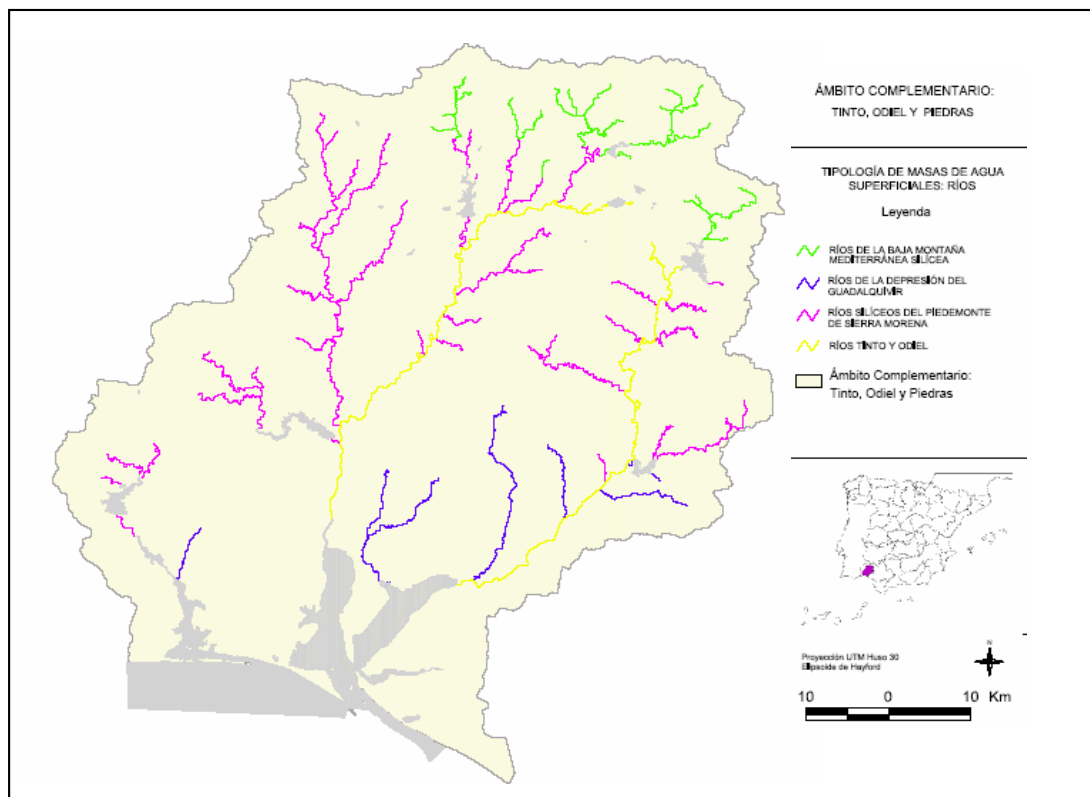 ÁMBITO COMPLEMENTARIO:
TINTO, ODIEL Y PIEDRAS
TIPOLOGÍA DE MASAS DE AGUA
SUPERFICIALES: RÍOS
Leyenda
RÍOS DE LA BAJA MONTAÑA
MEDITERRÁNEA SILÍCEA
RÍOS DE LA DEPRESIÓN DEL
GUADALQUIVIR
RÍOS SILÍCEOS DEL PIEDEMONTE
DE SIERRA MORENA
RÍOS TINTO Y ODIEL
Ámbito Complementario:
Tinto, Odiel y Piedras
N
Proyección UTM Huso 30
Elipsoide de Hayford
10 0 10 Km